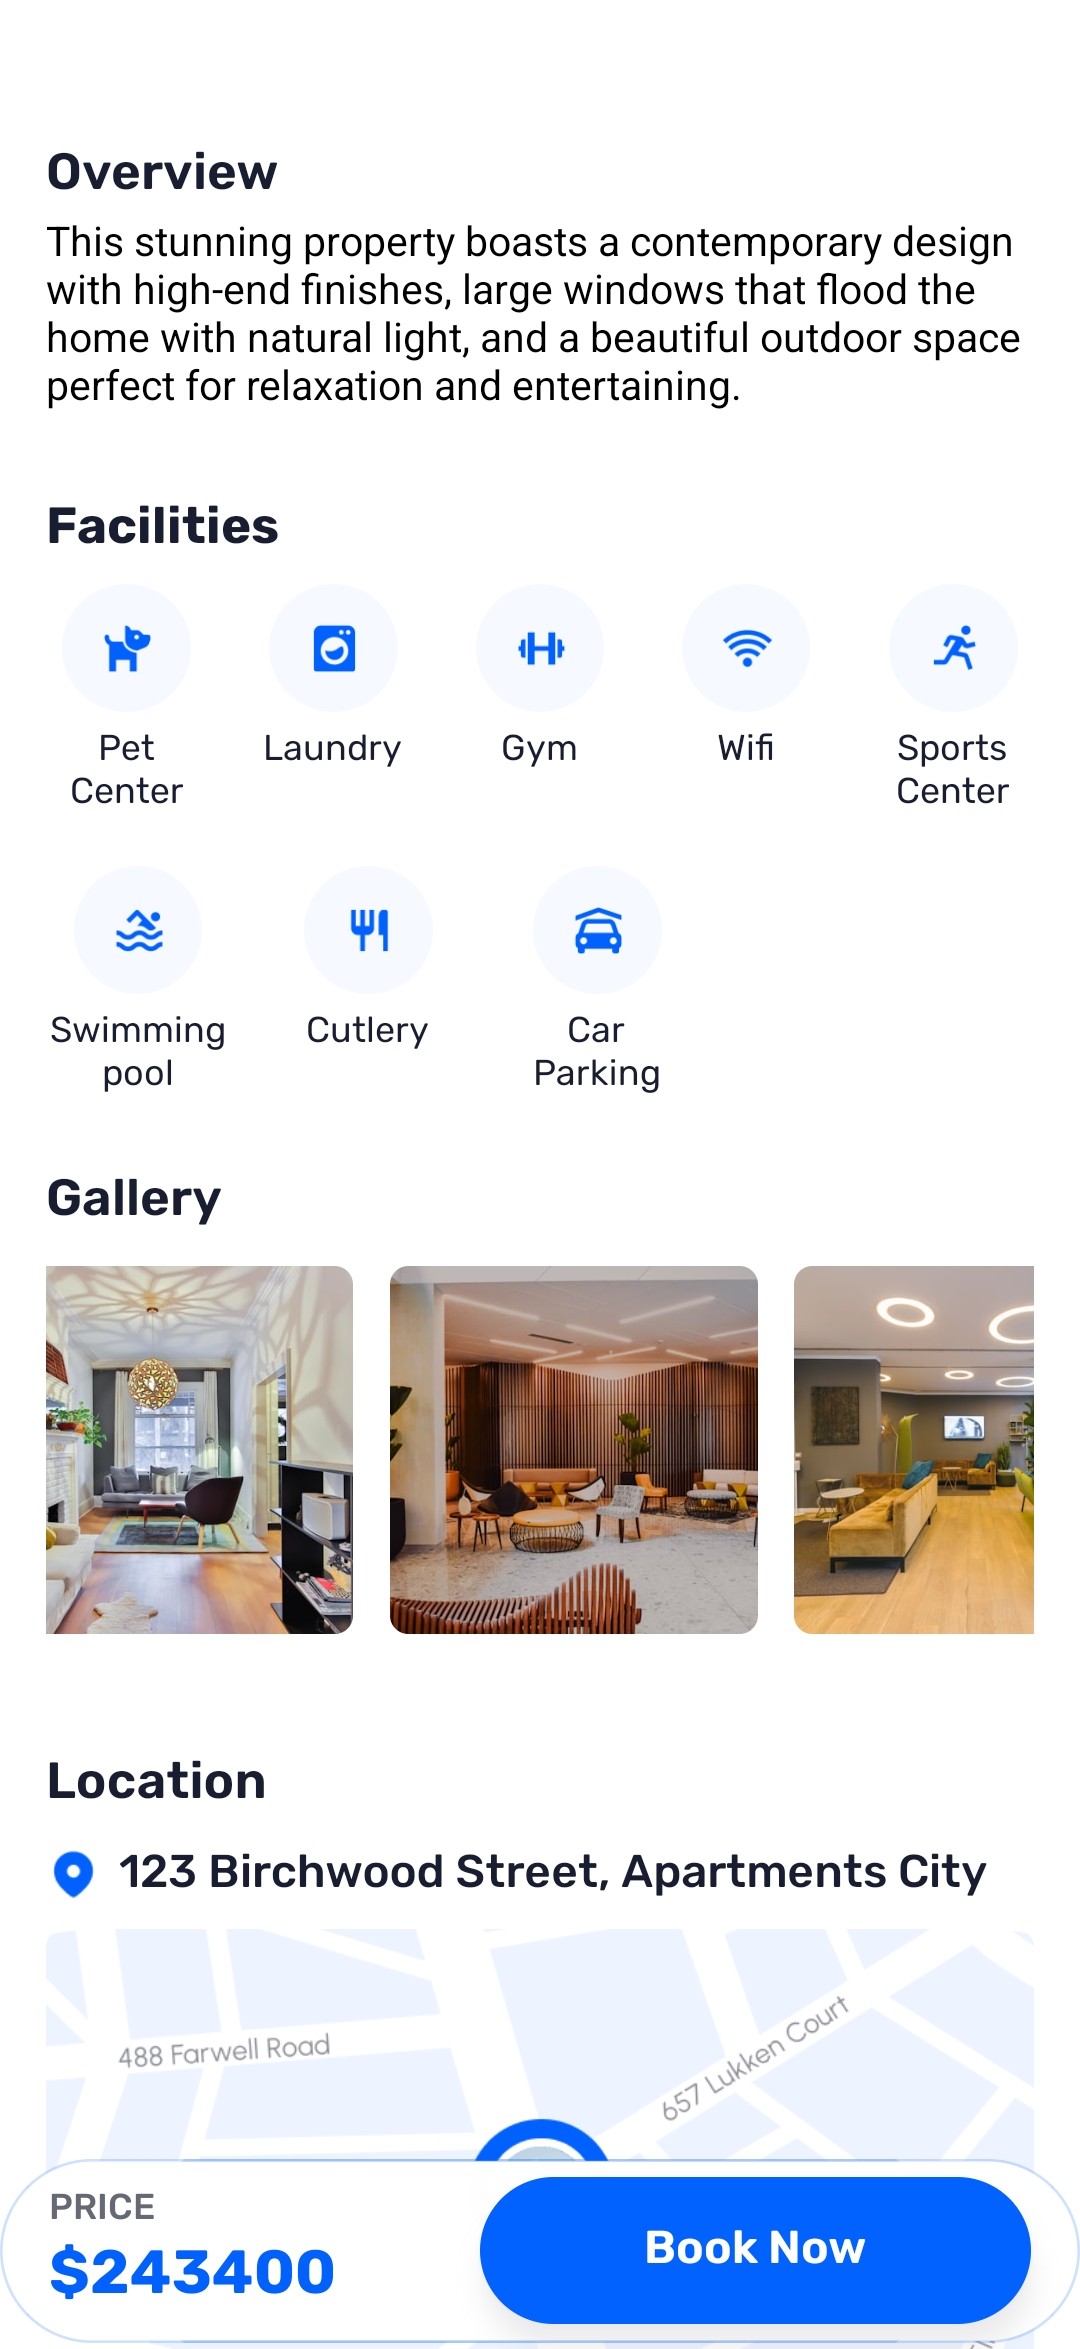 Overview
This stunning property boasts a contemporary design
with high-end finishes, large windows that flood the
home with natural light, and a beautiful outdoor space
perfect for relaxation and entertaining.
Facilities
Pet
Center
Laundry
Gym
Wifi
Sports
Center
Swimming
pool
Cutlery
Car
Parking
Gallery
Location
123 Birchwood Street, Apartments City
488 Farwell Road
657 Lukken Court
PRICE
$243400
Book Now